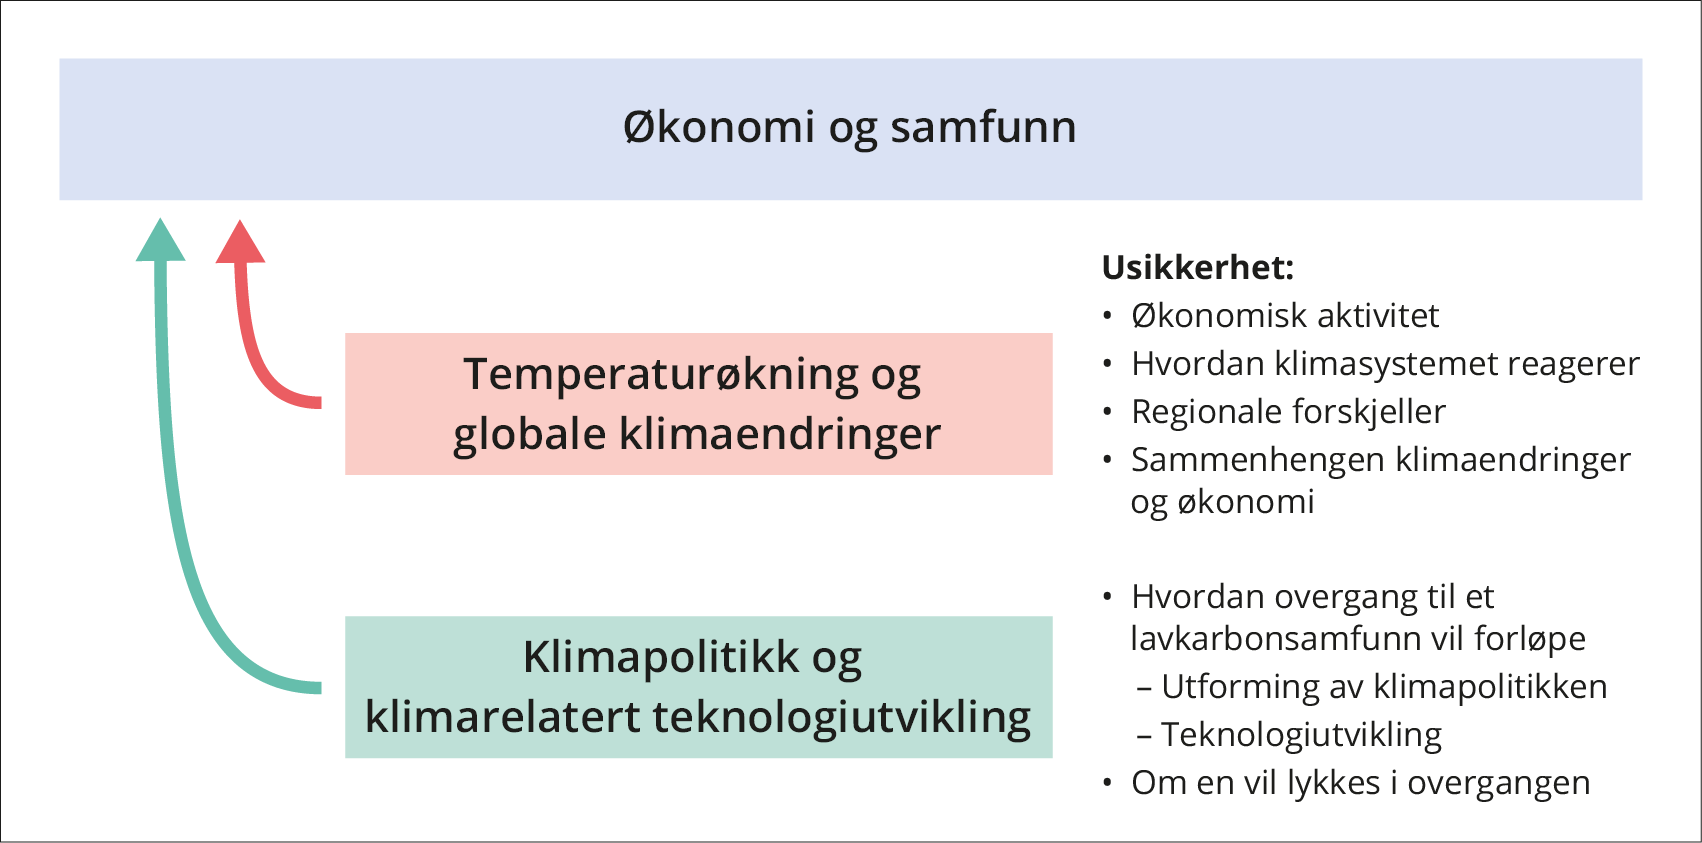 Økonomi og samfunn
Temperaturøkning og
globale klimaendringer
Klimapolitikk og
klimarelatert teknologiutvikling
Usikkerhet:
• Økonomisk aktivitet
• Hvordan klimasystemet reagerer
• Regionale forskjeller
• Sammenhengen klimaendringer
og økonomi
• Hvordan overgang til et
lavkarbonsamfunn vil forløpe
– Utforming av klimapolitikken
– Teknologiutvikling
• Om en vil lykkes i overgangen